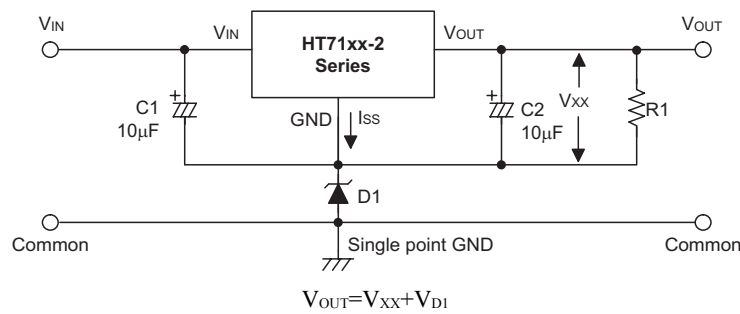 VIN
VIN
HT71xx-2
Series
VOUT
VOUT
C1
10µF
GND
ISS
C2
10µF
VXX
R1
D1
Common
Single point GND
Common
VOUT=VXX+VD1